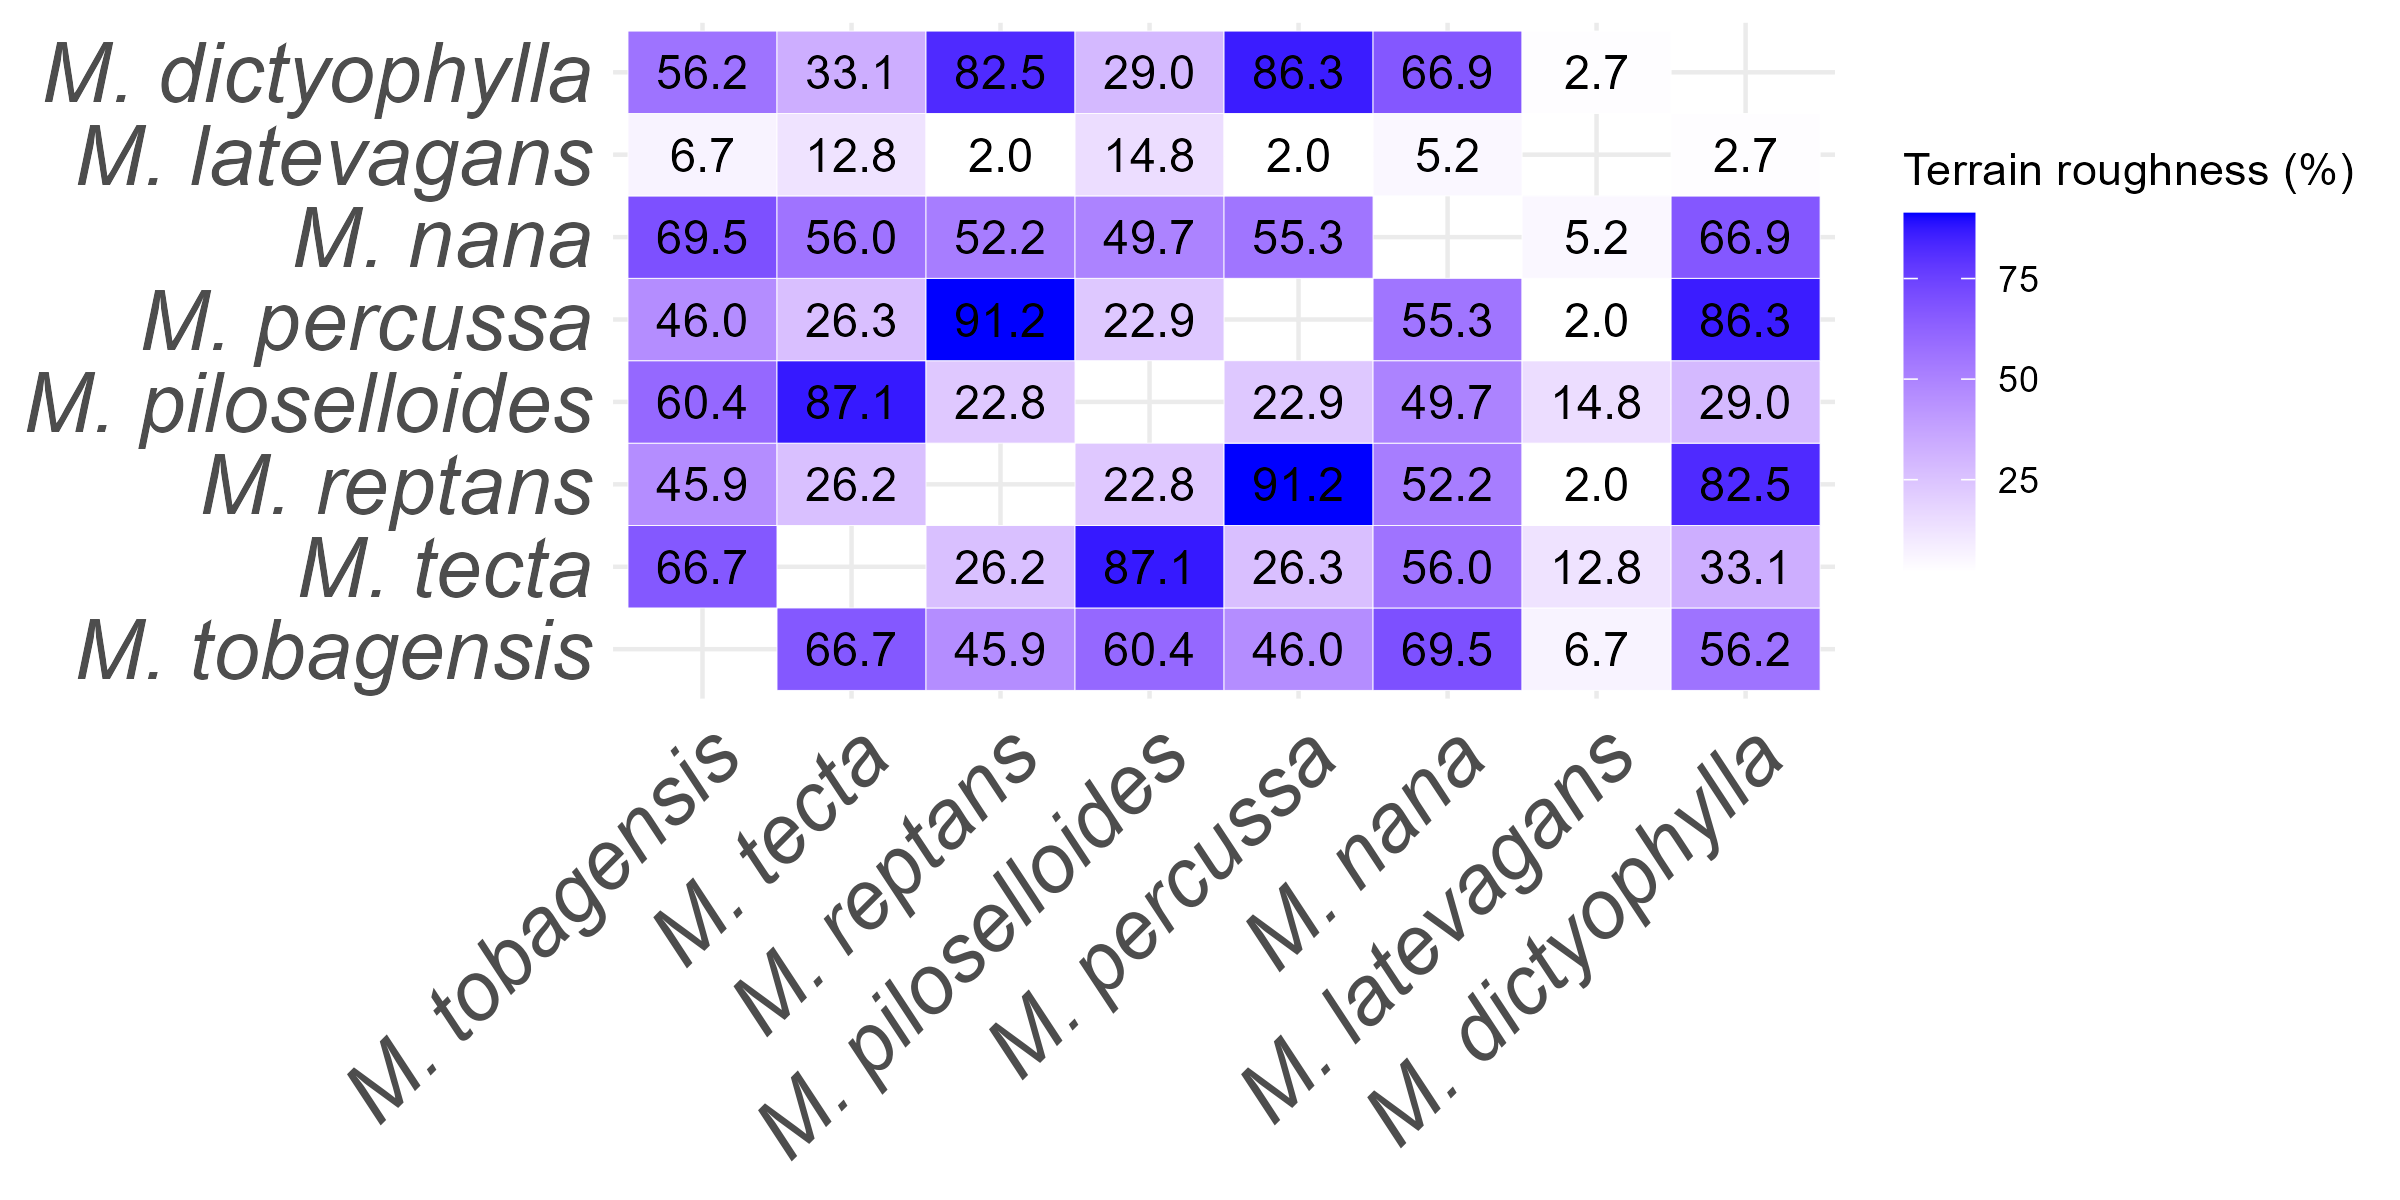 M. dictyophylla 56.2 33.1 82.5 29.0 86.3 66.9 2.7
M. latevagans 6.7 12.8 2.0 14.8 2.0 5.2 2.7
M. nana 69.5 56.0 52.2 49.7 55.3 5.2 66.9
M. percussa 46.0 26.3 91.2 22.9 55.3 2.0 86.3
M. piloselloides 60.4 87.1 22.8 22.9 49.7 14.8 29.0
M. reptans 45.9 26.2 22.8 91.2 52.2 2.0 82.5
M. tecta 66.7 26.2 87.1 26.3 56.0 12.8 33.1
M. tobagensis 66.7 45.9 60.4 46.0 69.5 6.7 56.2
M. tobagensis
M. tecta
M. reptans
M. piloselloides
M. percussa
M. nana
M. latevagans
M. dictyophylla
Terrain roughness (%)
75
50
25